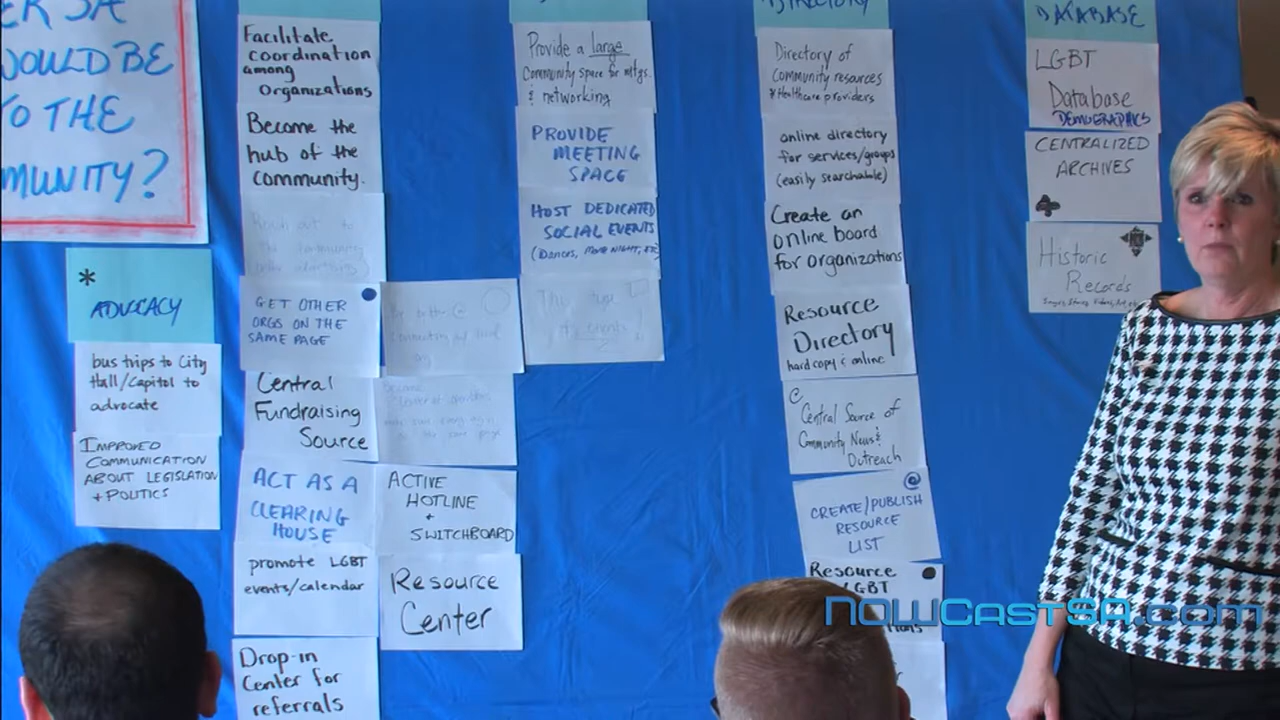 ER SA
WOULD BE
TO THE
MUNITY?
*
ADVOCACY
bus trips to City
Hall/Capitol to
advocate
IMPROVED
COMMUNICATION
ABOUT LEGISLATION
+ POLITICS
Facilitate
coordination
among
Organizations
Become the
hub of the
community.
Reach out to
the community
GET OTHER
ORGS ON THE
SAME PAGE
Central
Fundraising
Source
ACT AS A
CLEARING
HOUSE
promote LGBT
events/calendar
Drop-in
Center for
referrals
ACTIVE
HOTLINE
+
SWITCHBOARD
Resource
Center
Provide a large
community space for mtgs.
& networking
PROVIDE
MEETING
SPACE
HOST DEDICATED
SOCIAL EVENTS
(DANCES, MOVIE NIGHT, ETC
DIRECTORY
Directory of
community resources
* Healthcare providers
online directory
for services/groups
(easily searchable)
Create an
online board
for organizations
Resource
Directory
hard copy & online
Central Source of
Community News &
Outreach
CREATE/PUBLISH
RESOURCE
LIST
Resource
LGBT
DATABASE
LGBT
Database
DEMOGRAPHICS
CENTRALIZED
ARCHIVES
Historic
Records
NOWCastSA.com